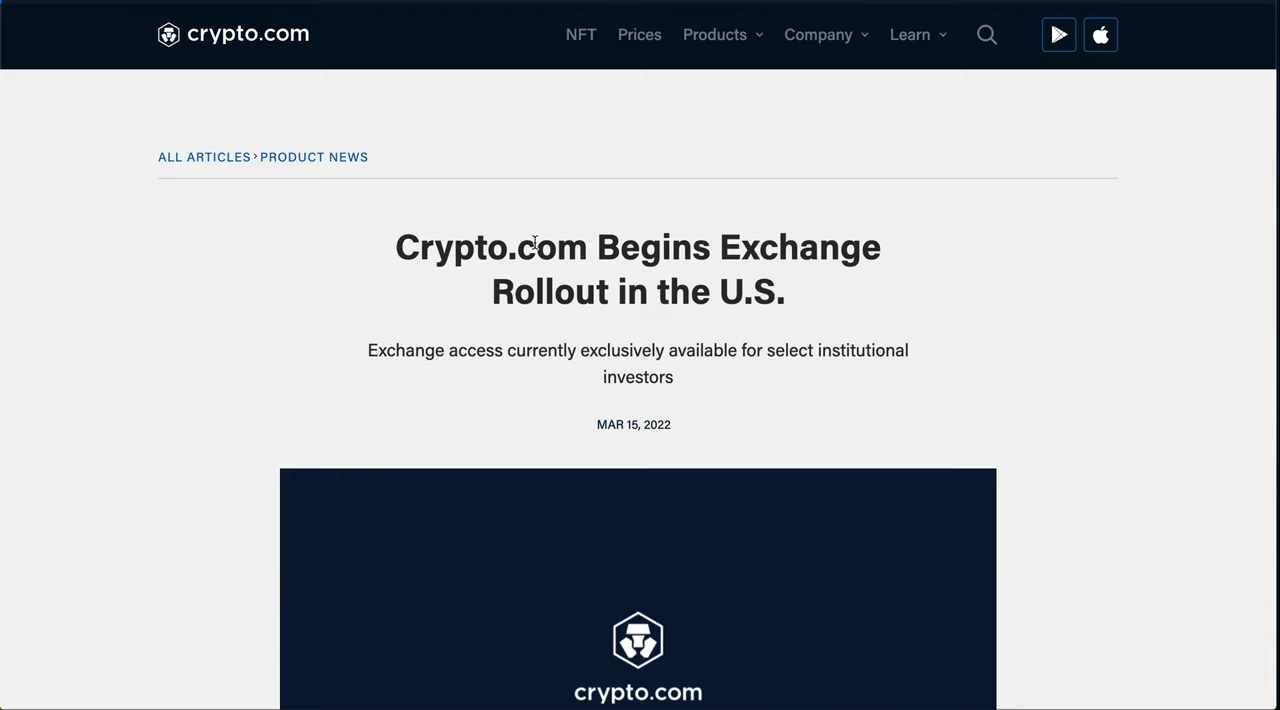 crypto.com NFT Prices Products Company Learn
ALL ARTICLES › PRODUCT NEWS
Crypto.com Begins Exchange
Rollout in the U.S.
Exchange access currently exclusively available for select institutional
investors
MAR 15, 2022
crypto.com